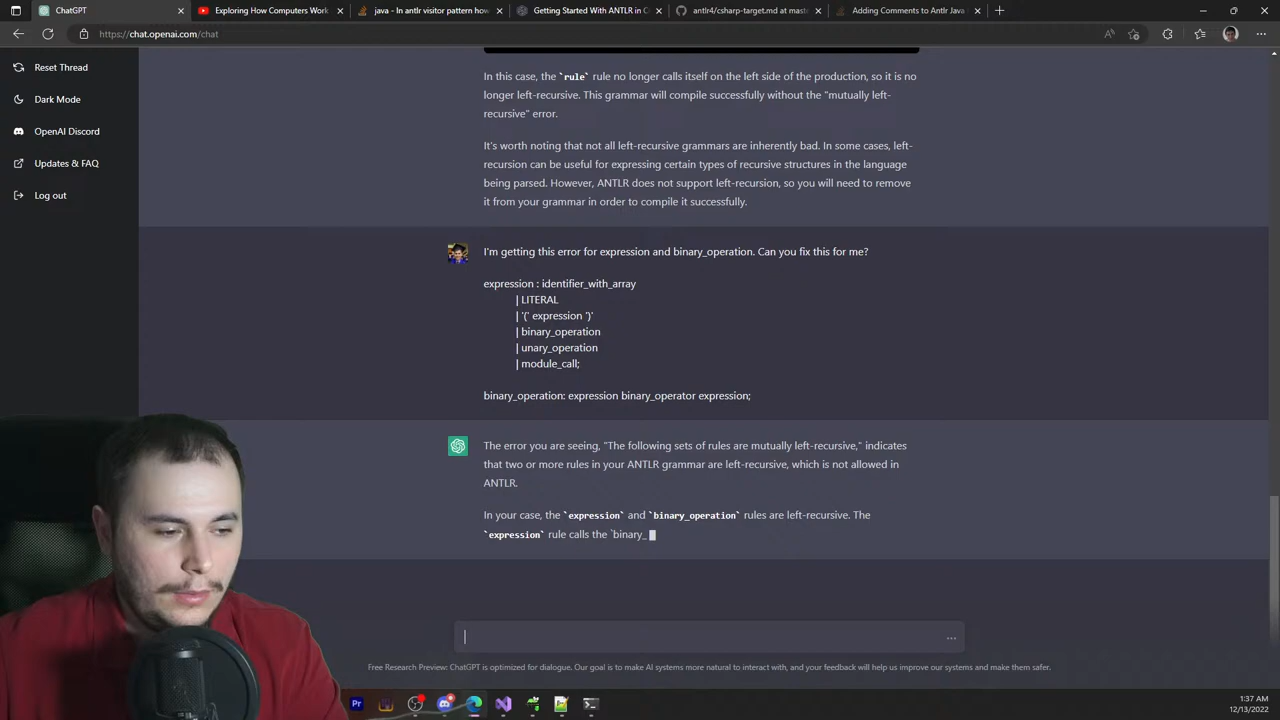 ChatGPT
Exploring How Computers Work
java - In antlr visitor pattern how
Getting Started With ANTLR in C
antlr4/csharp-target.md at mast
Adding Comments to Antlr Java
https://chat.openai.com/chat
Reset Thread
Dark Mode
OpenAI Discord
Updates & FAQ
Log out
In this case, the `rule` rule no longer calls itself on the left side of the production, so it is no
longer left-recursive. This grammar will compile successfully without the "mutually left-
recursive" error.
It's worth noting that not all left-recursive grammars are inherently bad. In some cases, left-
recursion can be useful for expressing certain types of recursive structures in the language
being parsed. However, ANTLR does not support left-recursion, so you will need to remove
it from your grammar in order to compile it successfully.
I'm getting this error for expression and binary_operation. Can you fix this for me?
expression : identifier_with_array
| LITERAL
| '(' expression ')'
| binary_operation
| unary_operation
| module_call;
binary_operation: expression binary_operator expression;
The error you are seeing, "The following sets of rules are mutually left-recursive," indicates
that two or more rules in your ANTLR grammar are left-recursive, which is not allowed in
ANTLR.
In your case, the `expression` and `binary_operation` rules are left-recursive. The
`expression` rule calls the `binary_
Free Research Preview: ChatGPT is optimized for dialogue. Our goal is to make AI systems more natural to interact with, and your feedback will help us improve our systems and make them safer.
Pr
1:37 AM
12/13/2022